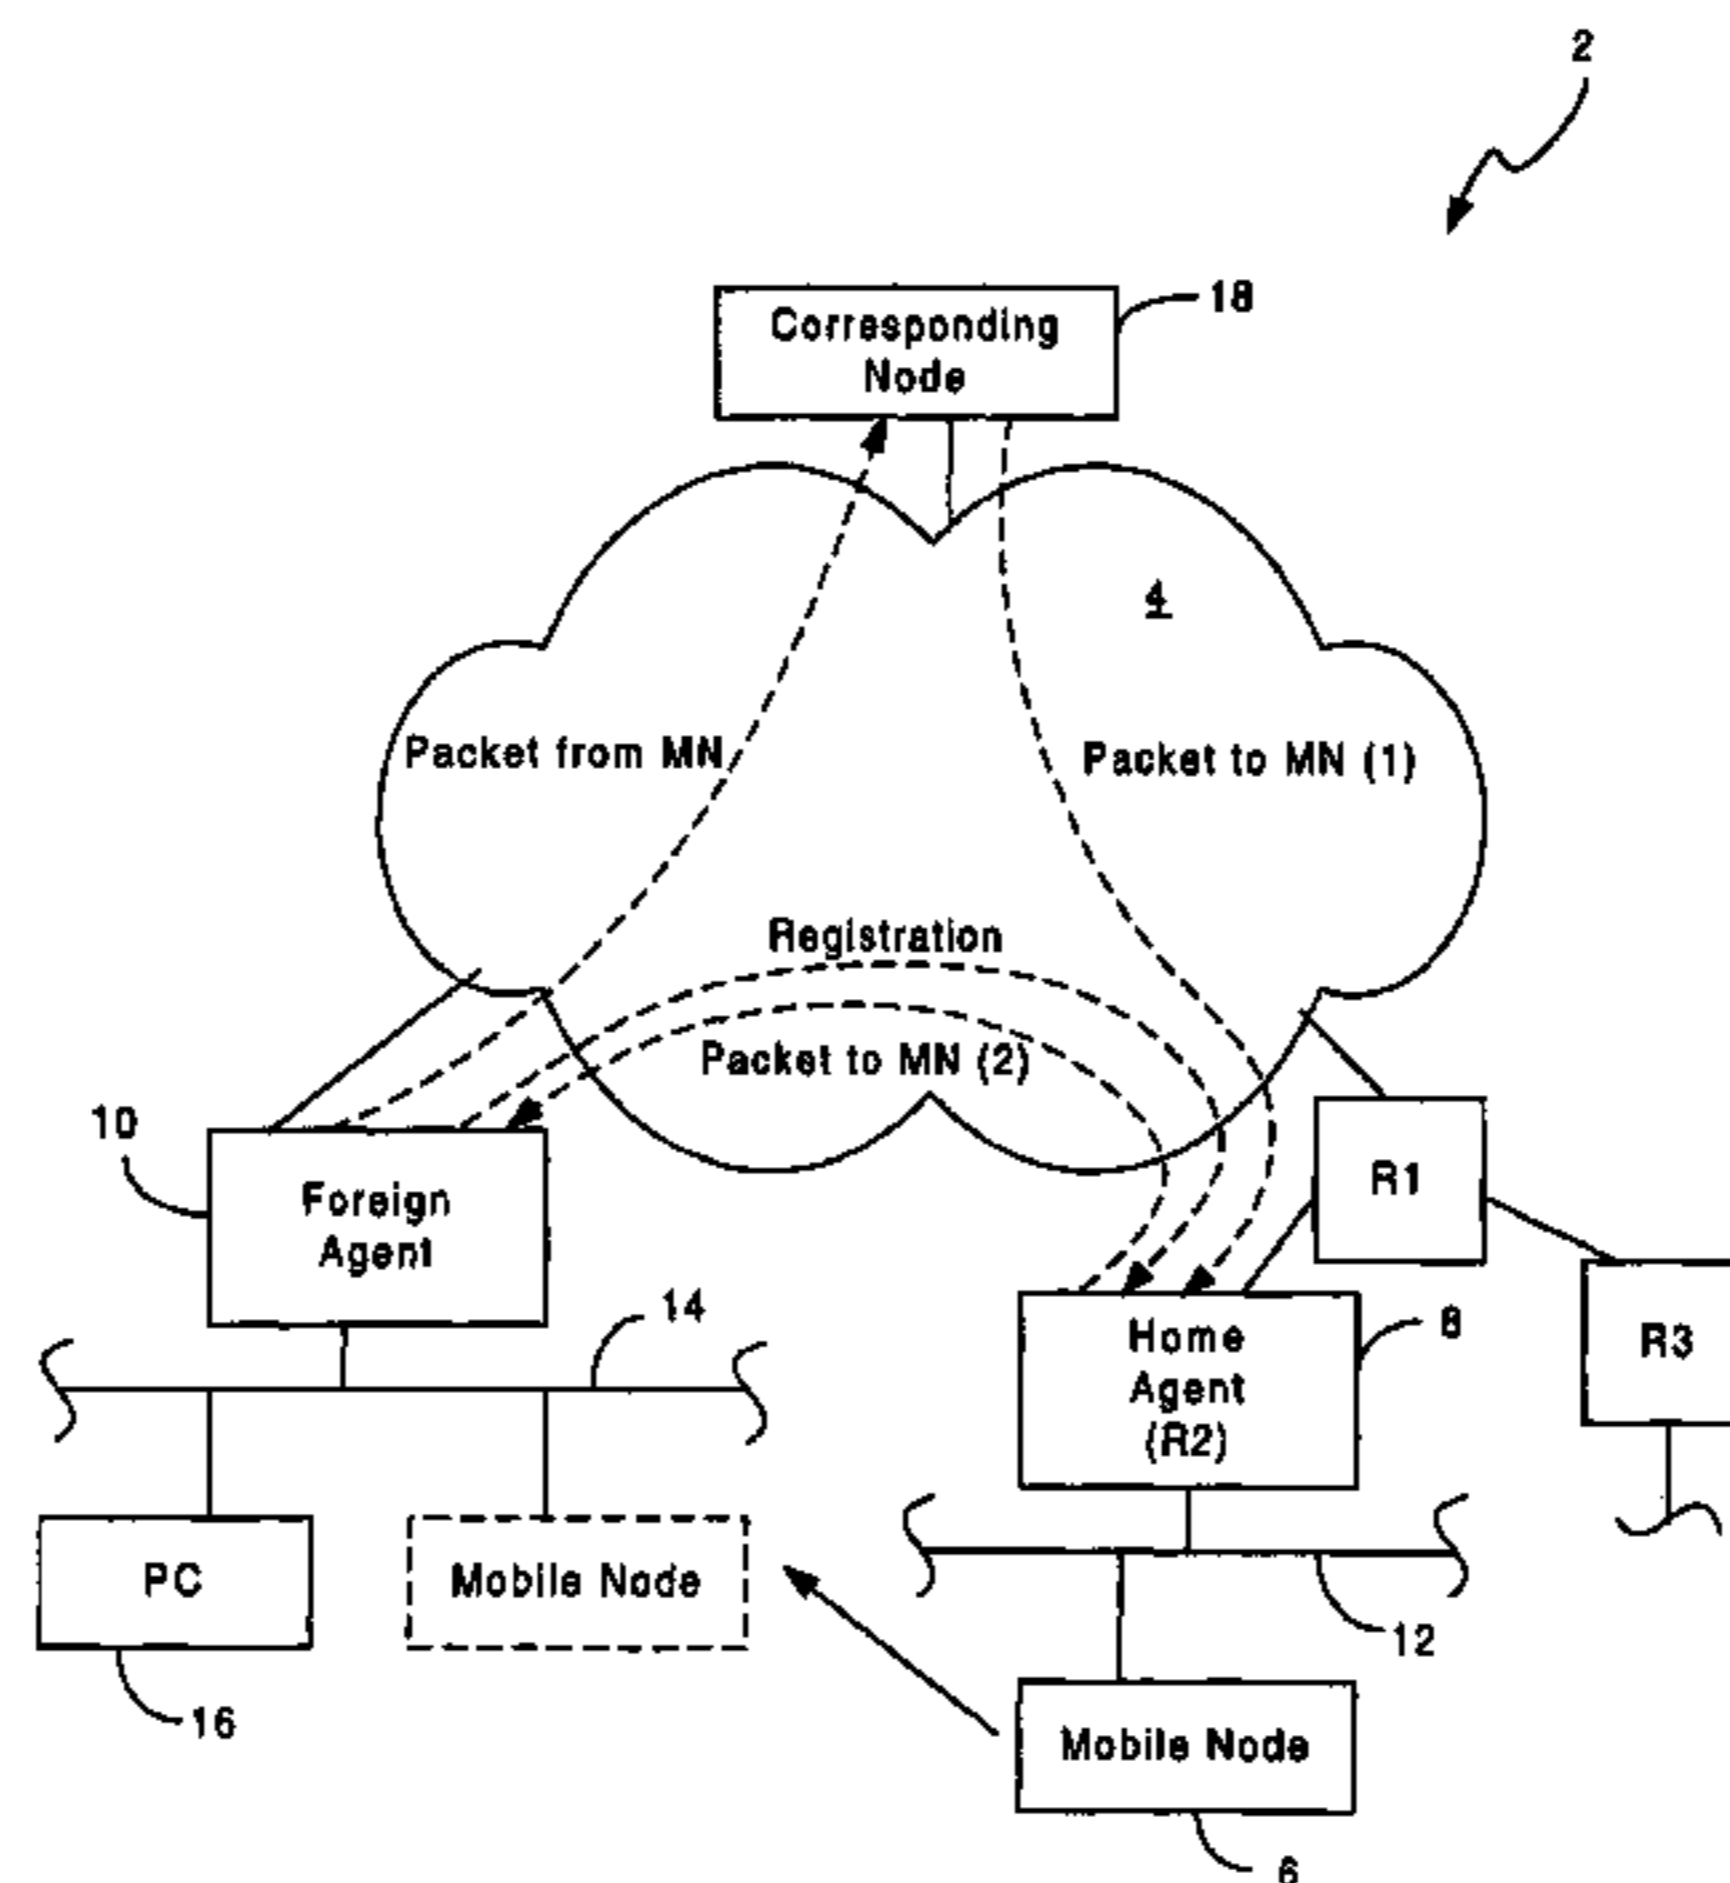 2
Corresponding
Node
18
4
Packet from MN
Packet to MN (1)
Registration
Packet to MN (2)
10
Foreign
Agent
R1
14
Home
Agent
(R2)
8
R3
PC
Mobile Node
12
16
Mobile Node
6